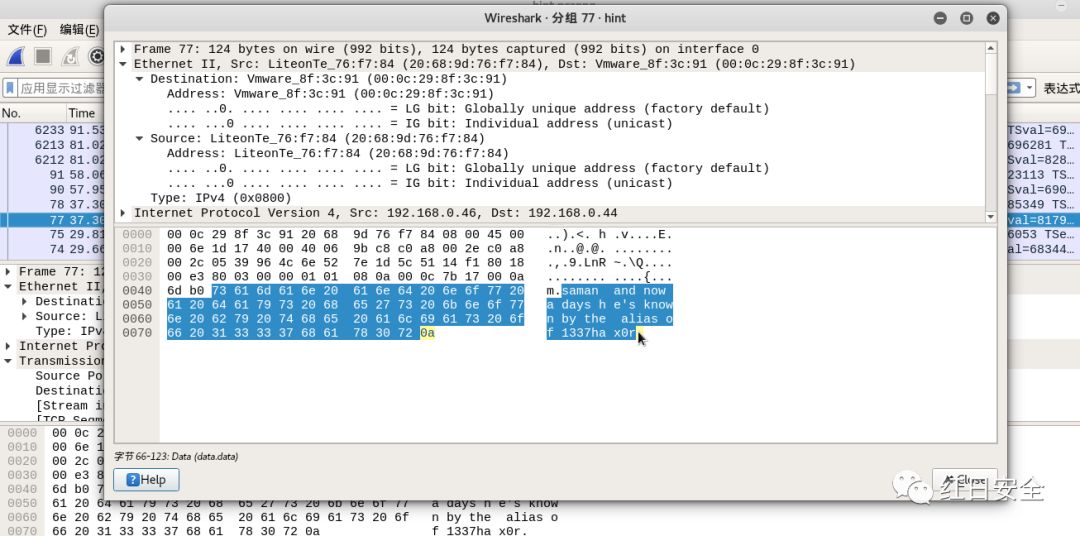 hint.pcapng
Wireshark · 分组 77 · hint
文件(F) 编辑(E)
Frame 77: 124 bytes on wire (992 bits), 124 bytes captured (992 bits) on interface 0
Ethernet II, Src: LiteonTe_76:f7:84 (20:68:9d:76:f7:84), Dst: Vmware_8f:3c:91 (00:0c:29:8f:3c:91)
Destination: Vmware_8f:3c:91 (00:0c:29:8f:3c:91)
Address: Vmware_8f:3c:91 (00:0c:29:8f:3c:91)
.... ..0. .... .... .... .... = LG bit: Globally unique address (factory default)
.... ...0 .... .... .... .... = IG bit: Individual address (unicast)
Source: LiteonTe_76:f7:84 (20:68:9d:76:f7:84)
Address: LiteonTe_76:f7:84 (20:68:9d:76:f7:84)
.... ..0. .... .... .... .... = LG bit: Globally unique address (factory default)
.... ...0 .... .... .... .... = IG bit: Individual address (unicast)
Type: IPv4 (0x0800)
Internet Protocol Version 4, Src: 192.168.0.46, Dst: 192.168.0.44
应用显示过滤器
表达式
No. Time
6233 91.53
6213 81.02
6212 81.02
91 58.06
90 57.95
78 37.30
77 37.30
75 29.81
74 29.66
TSval=69…
696281 T…
Sval=828…
23113 TS…
Sval=690…
85349 TS…
val=8179…
6053 TSe…
val=68344
0000 00 0c 29 8f 3c 91 20 68 9d 76 f7 84 08 00 45 00 ..).<. h .v....E.
0010 00 6e 1d 17 40 00 40 06 9b c8 c0 a8 00 2e c0 a8 .n..@.@. ........
0020 00 2c 05 39 96 4c 6e 52 7e 1d 5c 51 14 f1 80 18 .,.9.LnR ~.\Q....
0030 00 e3 80 03 00 00 01 01 08 0a 00 0c 7b 17 00 0a ........ ....{...
0040 6d b0 73 61 6d 61 6e 20 61 6e 64 20 6e 6f 77 20 m.saman and now
0050 61 20 64 61 79 73 20 68 65 27 73 20 6b 6e 6f 77 a days h e's know
0060 6e 20 62 79 20 74 68 65 20 61 6c 69 61 73 20 6f n by the alias o
0070 66 20 31 33 33 37 68 61 78 30 72 0a f 1337ha x0r.
字节 66-123: Data (data.data)
Help
Close
Frame 77: 12
Ethernet II,
Destinati
Source: L
Type: IPv
Internet Pro
Transmission
Source Po
Destinati
[Stream in
[TCP Segm
0000 00 0c 2
0010 00 6e 1
0020 00 2c 0
0030 00 e3 8
0040 6d b0 7
0050 61 20 64 61 79 73 20 68 65 27 73 20 6b 6e 6f 77 a days h e's know
0060 6e 20 62 79 20 74 68 65 20 61 6c 69 61 73 20 6f n by the alias o
0070 66 20 31 33 33 37 68 61 78 30 72 0a f 1337ha x0r.
红日安全